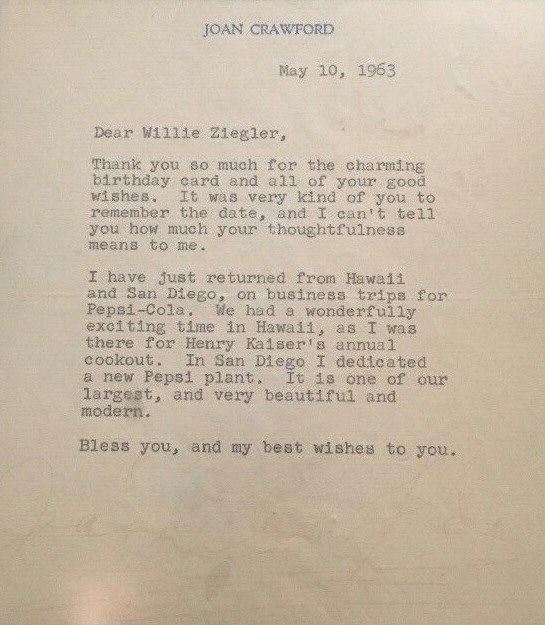 JOAN CRAWFORD
May 10, 1963
Dear Willie Ziegler,
Thank you so much for the charming
birthday card and all of your good
wishes. It was very kind of you to
remember the date, and I can't tell
you how much your thoughtfulness
means to me.
I have just returned from Hawaii
and San Diego, on business trips for
Pepsi-Cola. We had a wonderfully
exciting time in Hawaii, as I was
there for Henry Kaiser's annual
cookout. In San Diego I dedicated
a new Pepsi plant. It is one of our
largest, and very beautiful and
modern.
Bless you, and my best wishes to you.